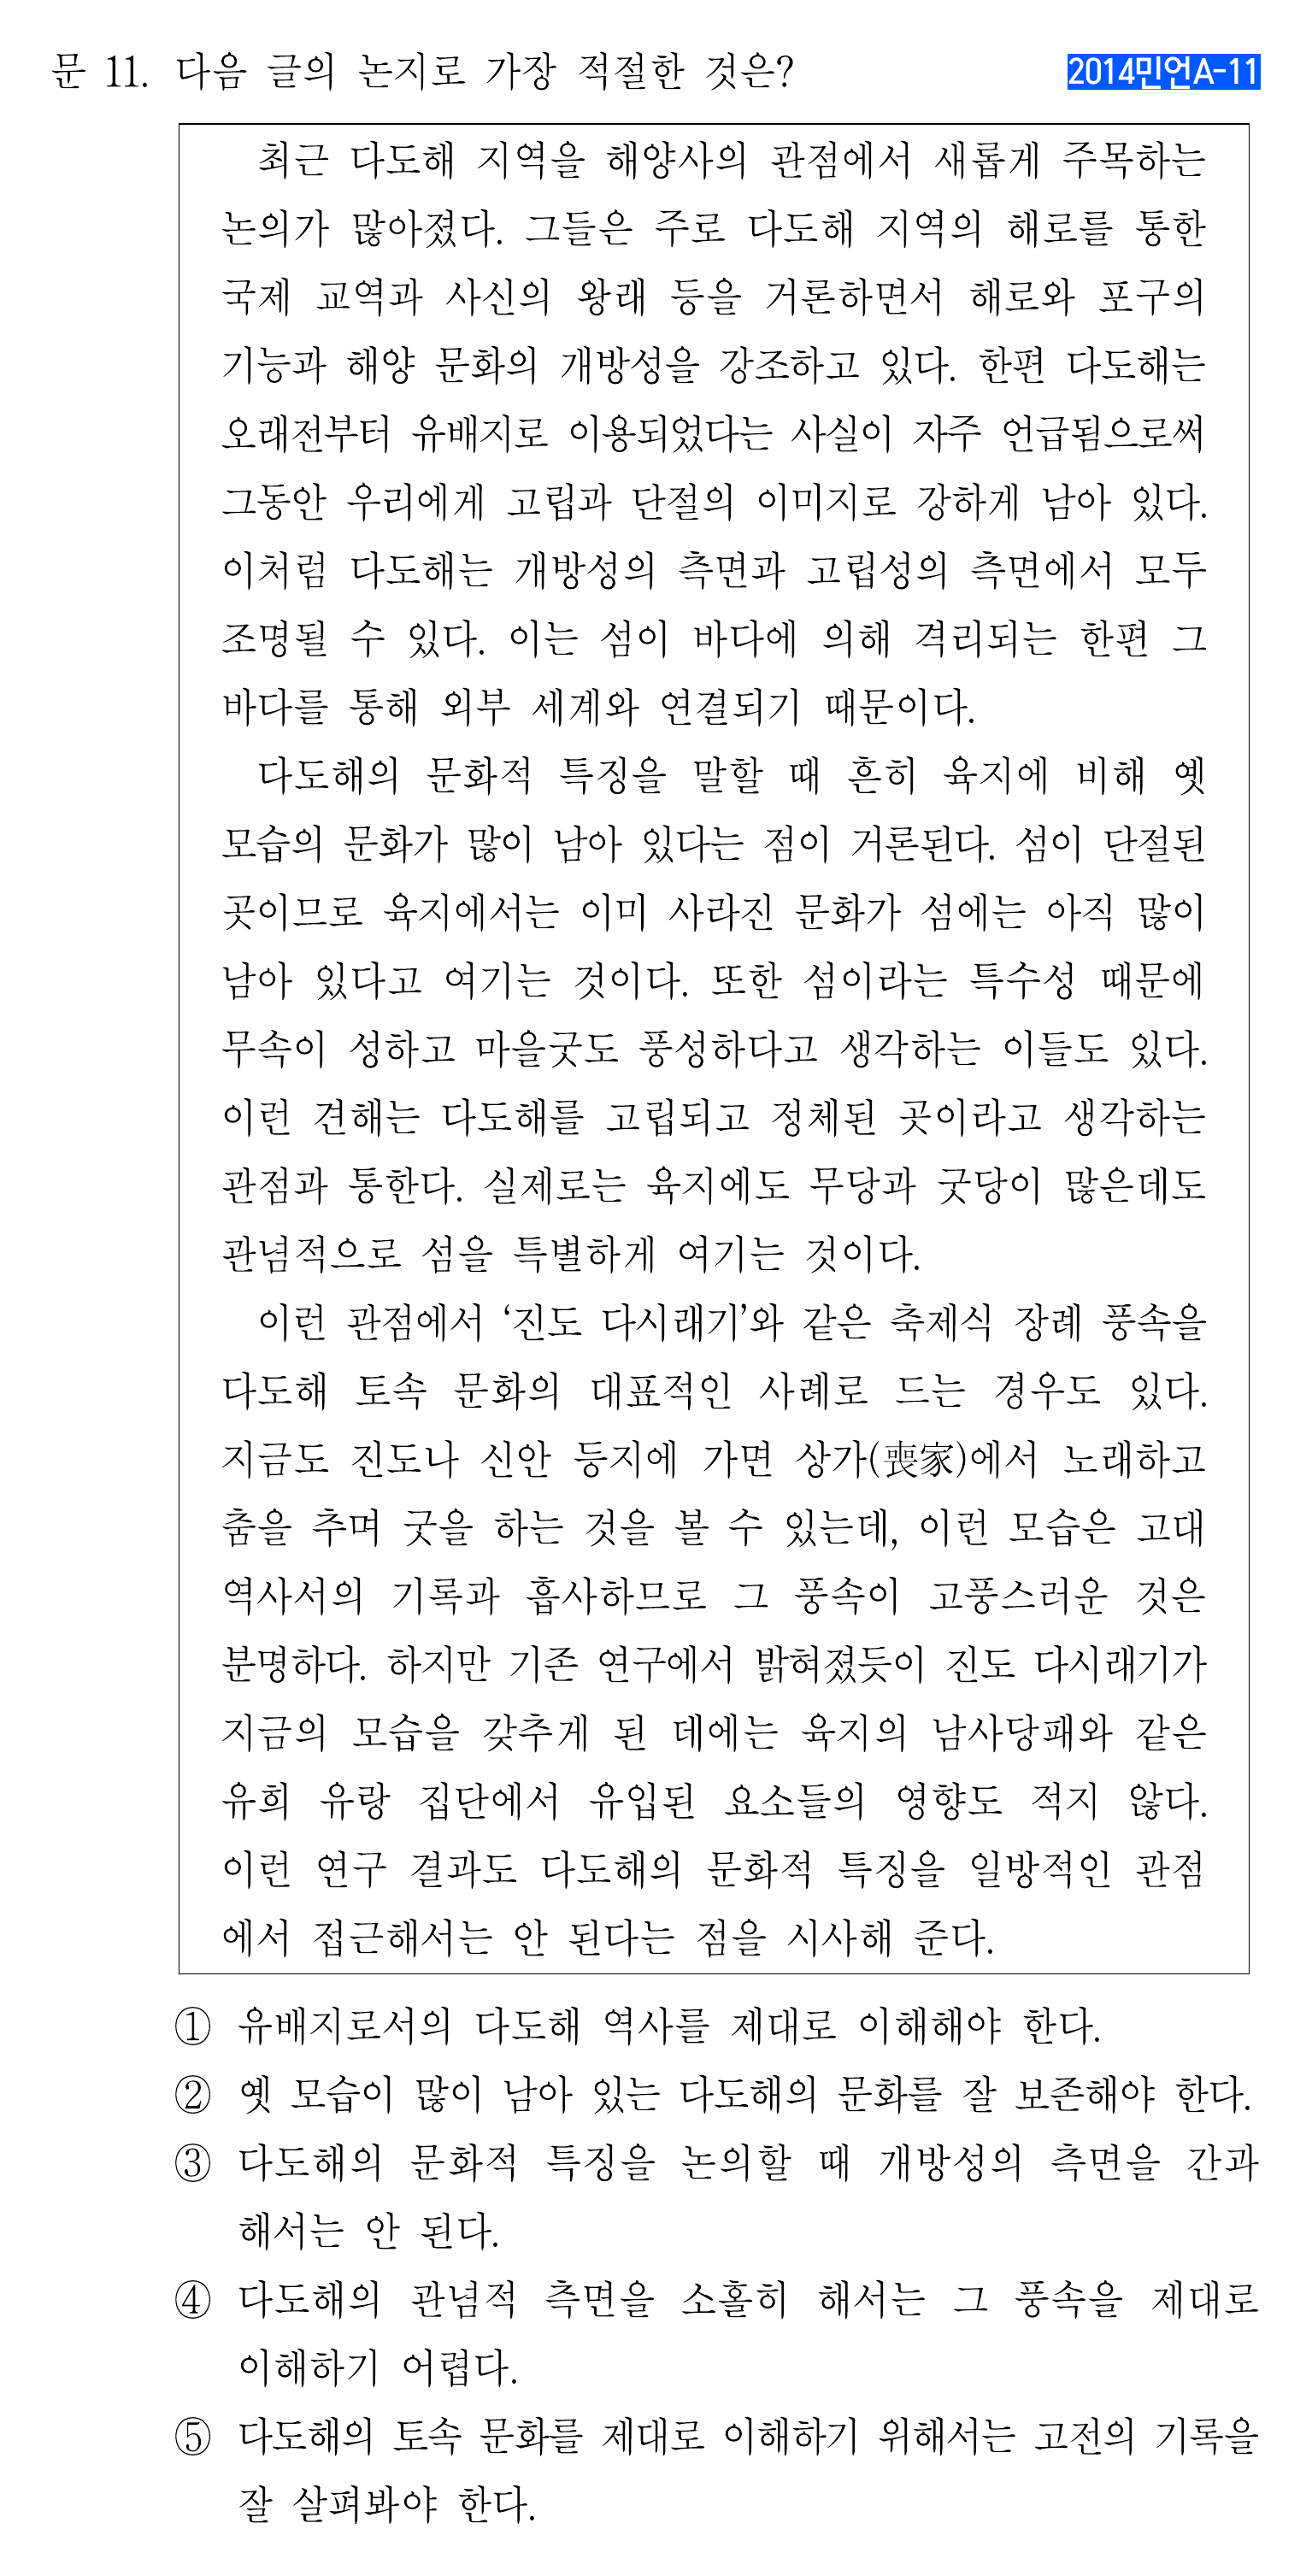 문 11. 다음 글의 논지로 가장 적절한 것은?
2014민언A-11
최근 다도해 지역을 해양사의 관점에서 새롭게 주목하는
논의가 많아졌다. 그들은 주로 다도해 지역의 해로를 통한
국제 교역과 사신의 왕래 등을 거론하면서 해로와 포구의
기능과 해양 문화의 개방성을 강조하고 있다. 한편 다도해는
오래전부터 유배지로 이용되었다는 사실이 자주 언급됨으로써
그동안 우리에게 고립과 단절의 이미지로 강하게 남아 있다.
이처럼 다도해는 개방성의 측면과 고립성의 측면에서 모두
조명될 수 있다. 이는 섬이 바다에 의해 격리되는 한편 그
바다를 통해 외부 세계와 연결되기 때문이다.
다도해의 문화적 특징을 말할 때 흔히 육지에 비해 옛
모습의 문화가 많이 남아 있다는 점이 거론된다. 섬이 단절된
곳이므로 육지에서는 이미 사라진 문화가 섬에는 아직 많이
남아 있다고 여기는 것이다. 또한 섬이라는 특수성 때문에
무속이 성하고 마을굿도 풍성하다고 생각하는 이들도 있다.
이런 견해는 다도해를 고립되고 정체된 곳이라고 생각하는
관점과 통한다. 실제로는 육지에도 무당과 굿당이 많은데도
관념적으로 섬을 특별하게 여기는 것이다.
이런 관점에서 ‘진도 다시래기’와 같은 축제식 장례 풍속을
다도해 토속 문화의 대표적인 사례로 드는 경우도 있다.
지금도 진도나 신안 등지에 가면 상가(喪家)에서 노래하고
춤을 추며 굿을 하는 것을 볼 수 있는데, 이런 모습은 고대
역사서의 기록과 흡사하므로 그 풍속이 고풍스러운 것은
분명하다. 하지만 기존 연구에서 밝혀졌듯이 진도 다시래기가
지금의 모습을 갖추게 된 데에는 육지의 남사당패와 같은
유희 유랑 집단에서 유입된 요소들의 영향도 적지 않다.
이런 연구 결과도 다도해의 문화적 특징을 일방적인 관점
에서 접근해서는 안 된다는 점을 시사해 준다.
① 유배지로서의 다도해 역사를 제대로 이해해야 한다.
② 옛 모습이 많이 남아 있는 다도해의 문화를 잘 보존해야 한다.
③ 다도해의 문화적 특징을 논의할 때 개방성의 측면을 간과
해서는 안 된다.
④ 다도해의 관념적 측면을 소홀히 해서는 그 풍속을 제대로
이해하기 어렵다.
⑤ 다도해의 토속 문화를 제대로 이해하기 위해서는 고전의 기록을
잘 살펴봐야 한다.